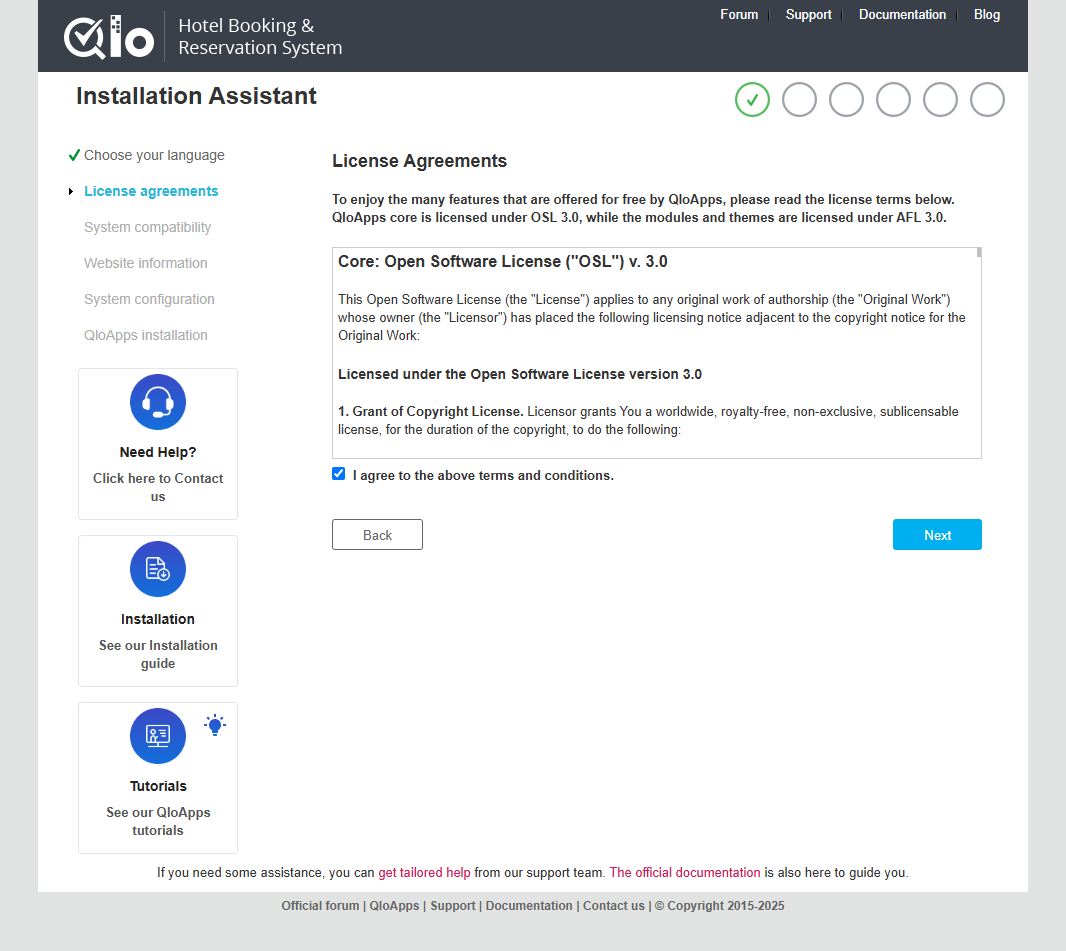 Qlo
Hotel Booking &
Reservation System
Forum
Support
Documentation
Blog
Installation Assistant
Choose your language
License agreements
System compatibility
Website information
System configuration
QloApps installation
Need Help?
Click here to Contact
us
Installation
See our Installation
guide
Tutorials
See our QloApps
tutorials
License Agreements
To enjoy the many features that are offered for free by QloApps, please read the license terms below.
QloApps core is licensed under OSL 3.0, while the modules and themes are licensed under AFL 3.0.
Core: Open Software License ("OSL") v. 3.0
This Open Software License (the "License") applies to any original work of authorship (the "Original Work")
whose owner (the "Licensor") has placed the following licensing notice adjacent to the copyright notice for the
Original Work:
Licensed under the Open Software License version 3.0
1. Grant of Copyright License. Licensor grants You a worldwide, royalty-free, non-exclusive, sublicensable
license, for the duration of the copyright, to do the following:
I agree to the above terms and conditions.
Back
Next
If you need some assistance, you can get tailored help from our support team. The official documentation is also here to guide you.
Official forum | QloApps | Support | Documentation | Contact us | © Copyright 2015-2025